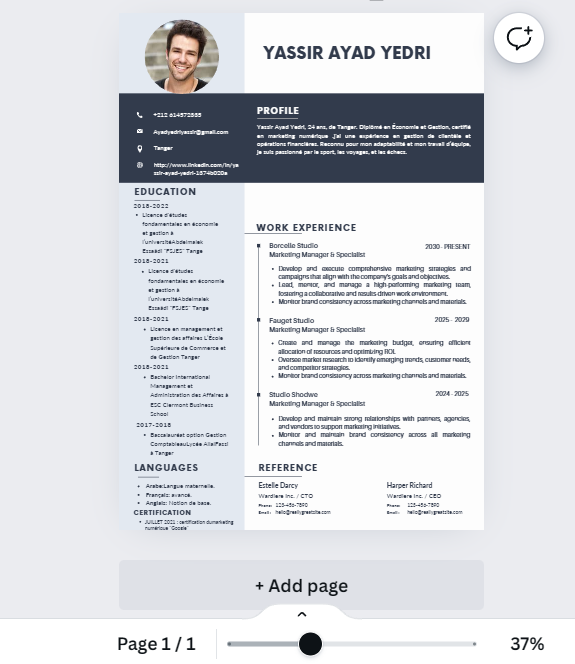 YASSIR AYAD YEDRI
+212 614572865
Ayadyedriyassir@gmail.com
Tanger
http://www.linkedin.com/in/ya
ssir-ayad-yedri-1874b020a
PROFILE
Yassir Ayad Yedri, 24 ans, de Tanger. Diplômé en Économie et Gestion, certifié
en marketing numérique .J'ai une expérience en gestion de clientèle et
opérations financières. Reconnu pour mon adaptabilité et mon travail d'équipe,
je suis passionné par le sport, les voyages, et les échecs.
EDUCATION
2018-2022
• Licence d'études
fondamentales en économie
et gestion à
l'universitéAbdelmalek
Essaâdi "FSJES" Tange
2018-2021
• Licence d'études
fondamentales en économie
et gestion à
l'universitéAbdelmalek
Essaâdi "FSJES" Tange
2018-2021
• Licence en management et
gestion des affaires L'École
Supérieure de Commerce et
de Gestion Tanger
2018-2021
• Bachelor International
Management et
Administration des Affaires à
ESC Clermont Business
School
2017-2018
• Baccalauréat option Gestion
ComptableauLycée AllalFassi
à Tanger
LANGUAGES
• Arabe:Langue maternelle.
• Français: avancé.
• Anglais: Notion de base.
CERTIFICATION
• JUILLET 2021 : certification dumarketing
numérique "Google"
WORK EXPERIENCE
Borcelle Studio 2030 - PRESENT
Marketing Manager & Specialist
• Develop and execute comprehensive marketing strategies and
campaigns that align with the company's goals and objectives.
• Lead, mentor, and manage a high-performing marketing team,
fostering a collaborative and results-driven work environment.
• Monitor brand consistency across marketing channels and materials.
Fauget Studio 2025 - 2029
Marketing Manager & Specialist
• Create and manage the marketing budget, ensuring efficient
allocation of resources and optimizing ROI.
• Oversee market research to identify emerging trends, customer needs,
and competitor strategies.
• Monitor brand consistency across marketing channels and materials.
Studio Shodwe 2024 - 2025
Marketing Manager & Specialist
• Develop and maintain strong relationships with partners, agencies,
and vendors to support marketing initiatives.
• Monitor and maintain brand consistency across all marketing
channels and materials.
REFERENCE
Estelle Darcy
Wardiere Inc. / CTO
Phone: 123-456-7890
Email: hello@reallygreatsite.com
Harper Richard
Wardiere Inc. / CEO
Phone: 123-456-7890
Email: hello@reallygreatsite.com
+ Add page
Page 1 / 1
37%